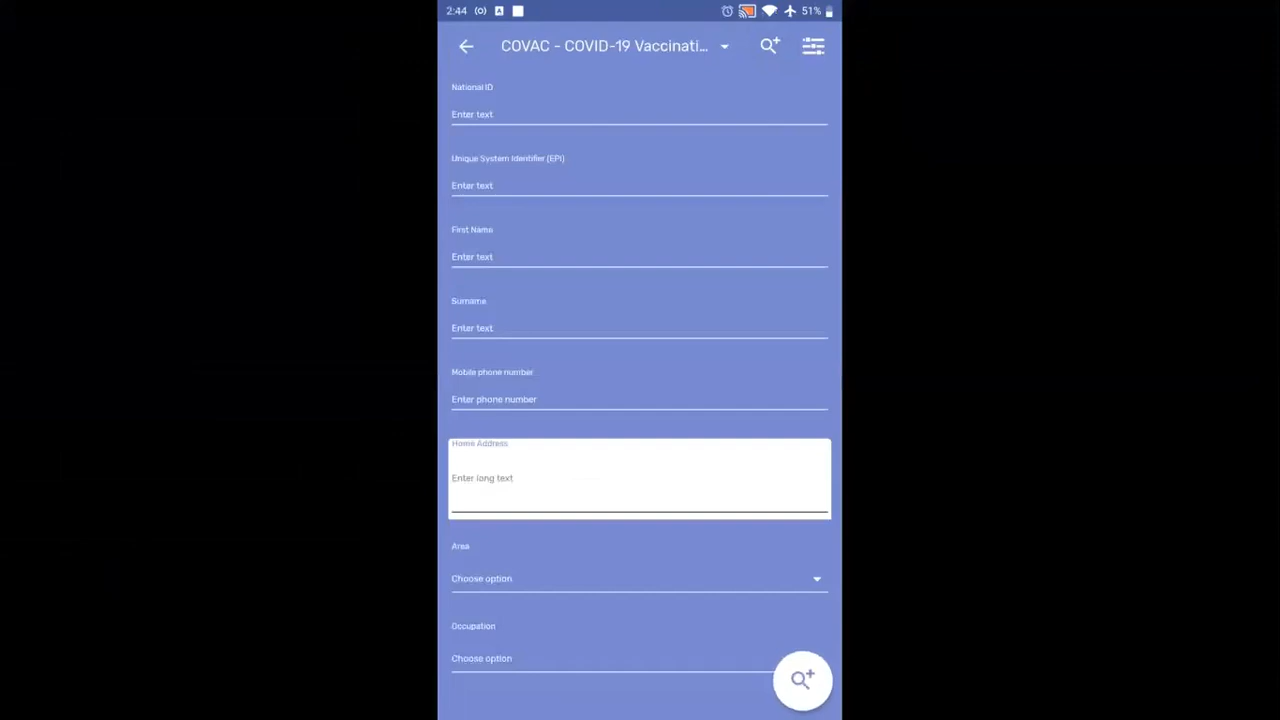 2:44
51%
COVAC - COVID-19 Vaccinati...
National ID
Enter text
Unique System Identifier (EPI)
Enter text
First Name
Enter text
Surname
Enter text
Mobile phone number
Enter phone number
Home Address
Enter long text
Area
Choose option
Occupation
Choose option